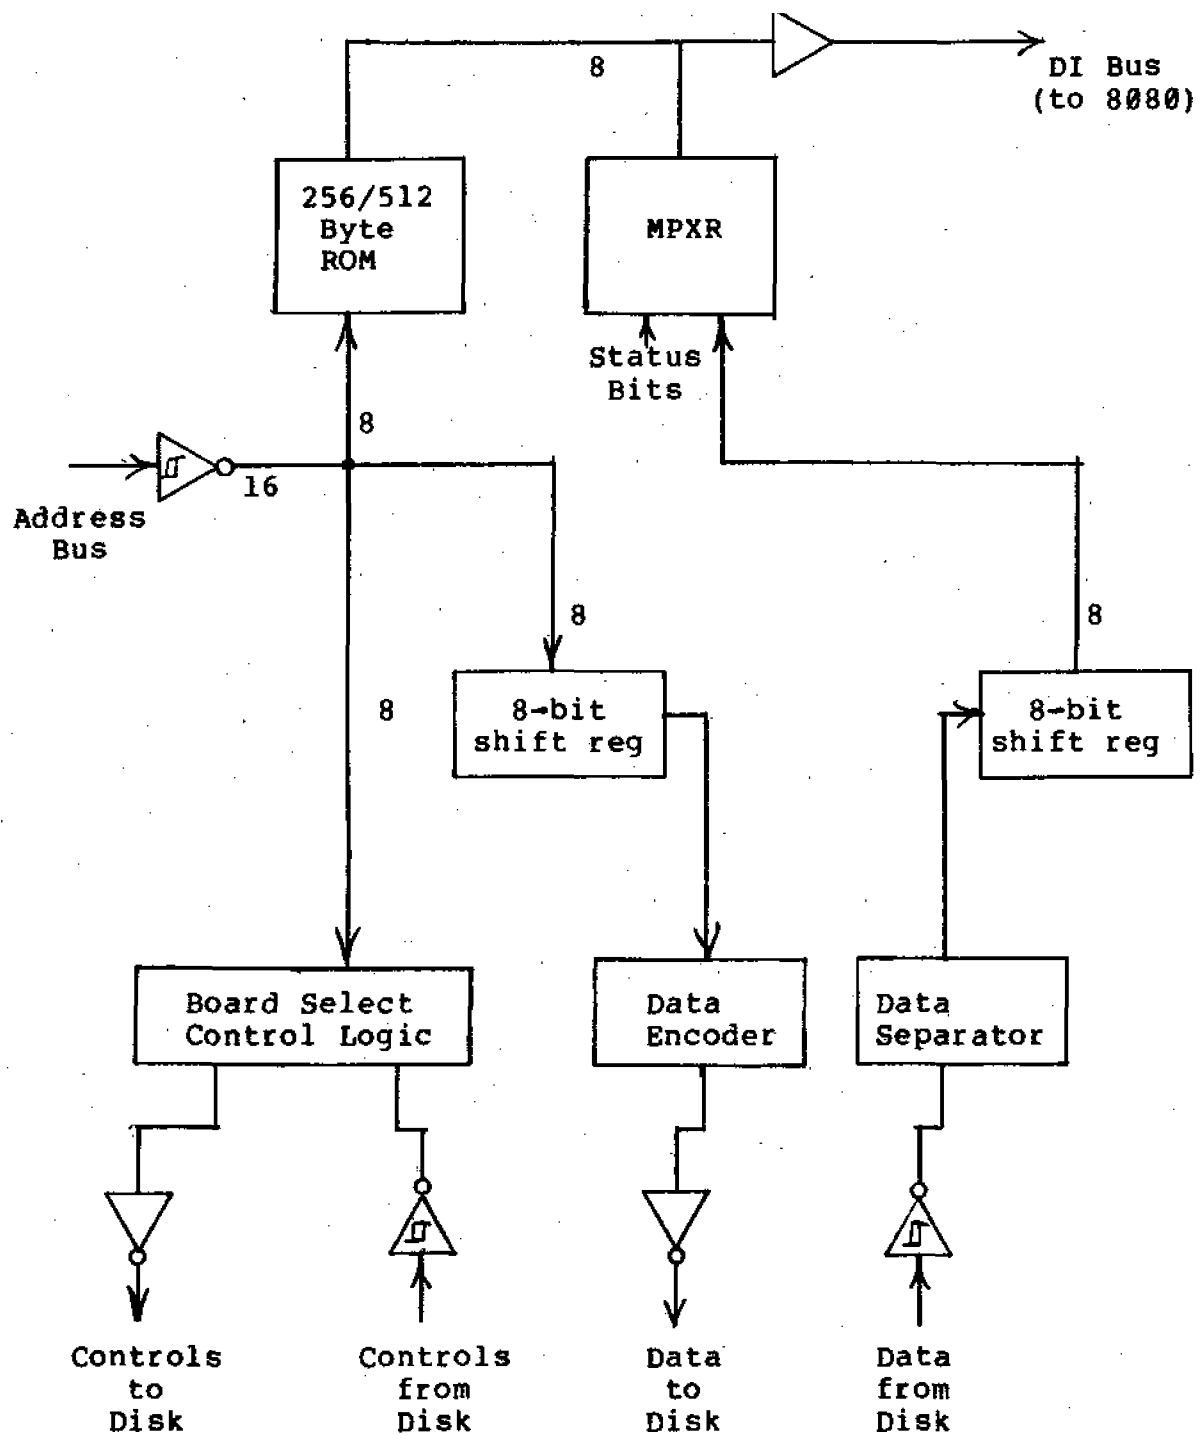 8
DI Bus
(to 8080)
256/512
Byte
ROM
MPXR
Status
Bits
8
16
Address
Bus
8
8
8
8-bit
shift reg
8-bit
shift reg
Board Select
Control Logic
Data
Encoder
Data
Separator
Controls
to
Disk
Controls
from
Disk
Data
to
Disk
Data
from
Disk